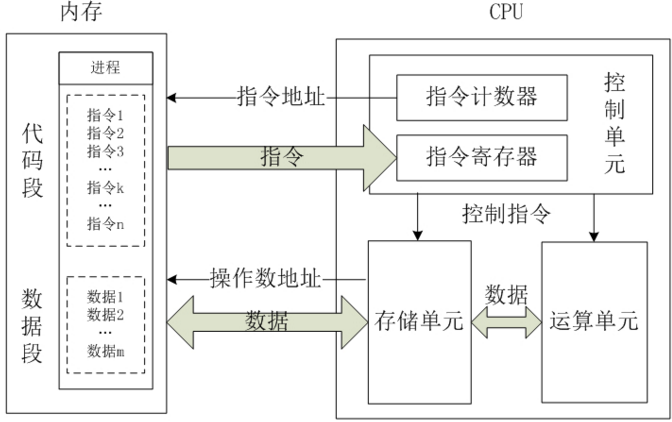 内存
CPU
进程
代码段
指令1
指令2
指令3
...
指令k
...
指令n
数据段
数据1
数据2
...
数据m
指令地址
指令
操作数地址
数据
控制单元
指令计数器
指令寄存器
控制指令
存储单元
数据
运算单元